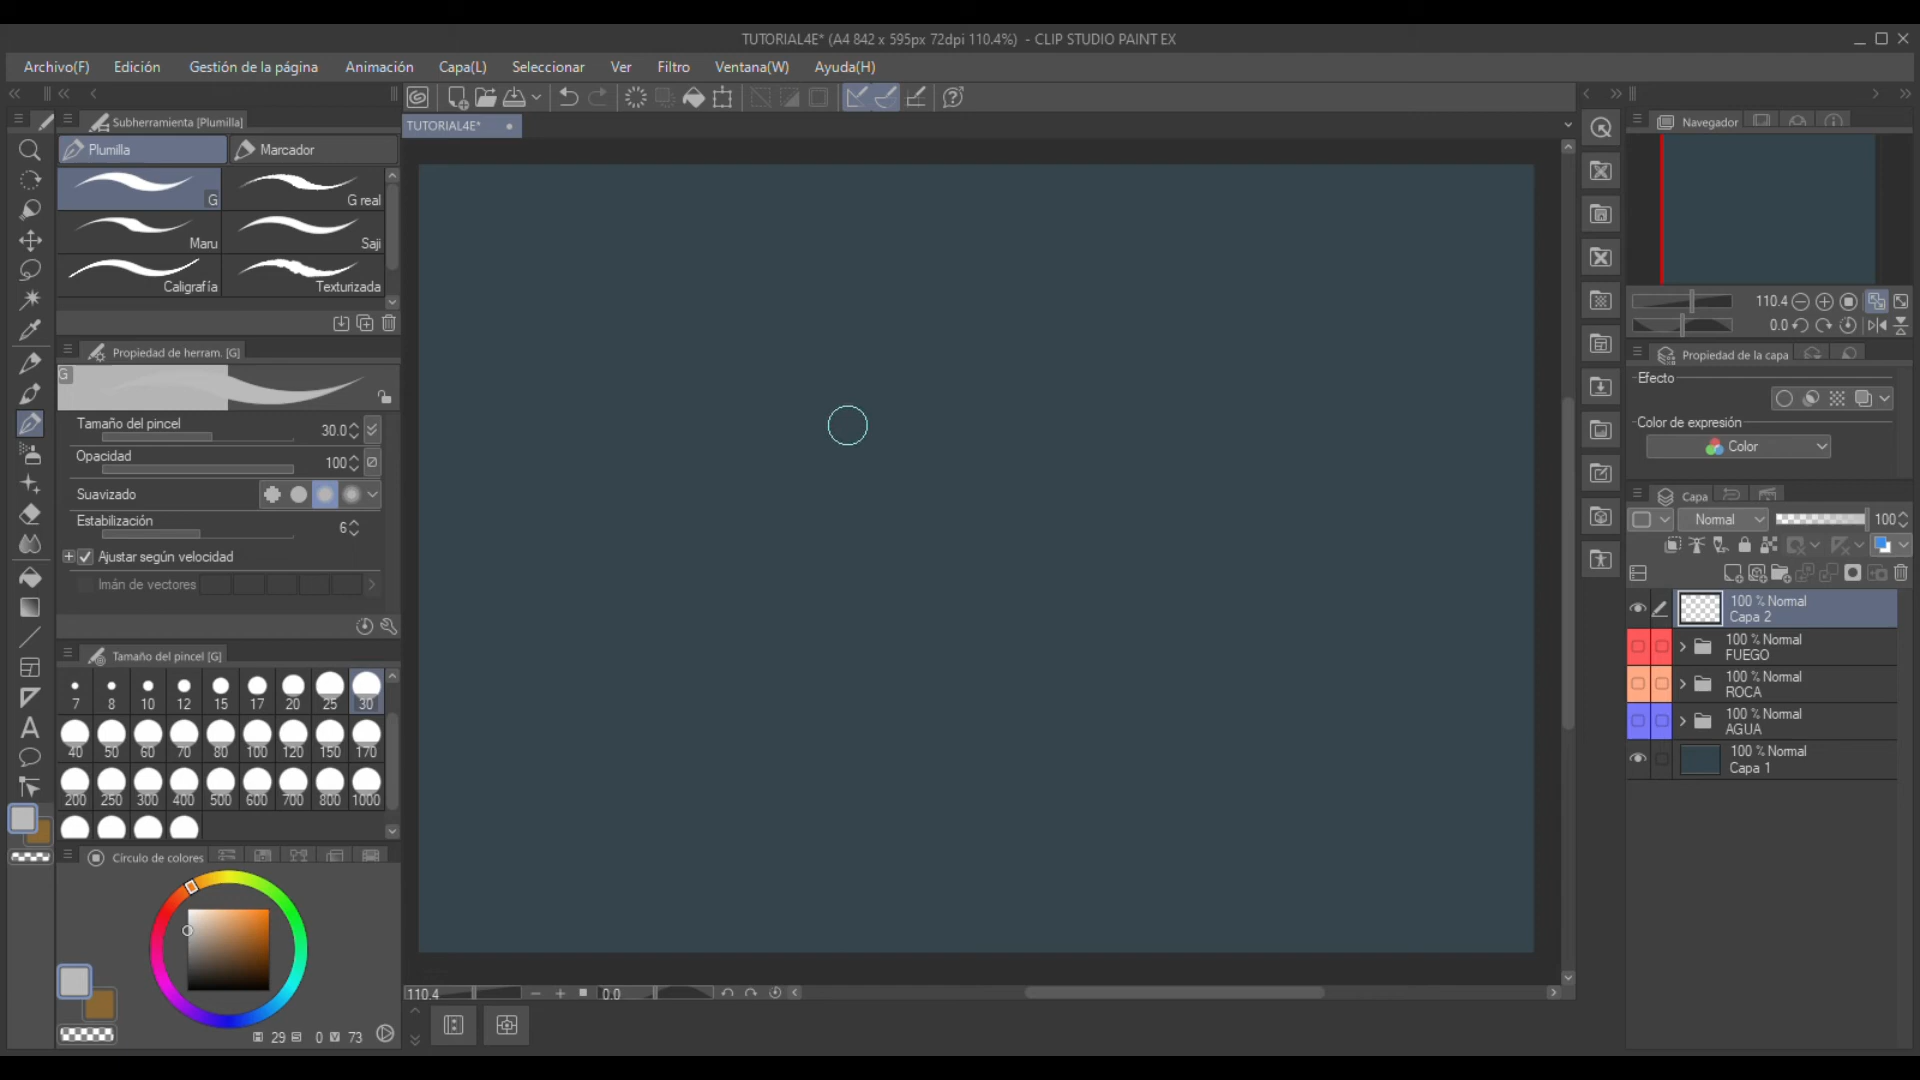 TUTORIAL4E* (A4 842 x 595px 72dpi 110.4%) - CLIP STUDIO PAINT EX
Archivo(F) Edición Gestión de la página Animación Capa(L) Seleccionar Ver Filtro Ventana(W) Ayuda(H)
Subherramienta [Plumilla]
Plumilla Marcador
G G real
Maru Saji
Caligrafía Texturizada
Propiedad de herram. [G]
G
Tamaño del pincel 30.0
Opacidad 100
Suavizado
Estabilización 6
Ajustar según velocidad
Imán de vectores
Tamaño del pincel [G]
7 8 10 12 15 17 20 25 30
40 50 60 70 80 100 120 150 170
200 250 300 400 500 600 700 800 1000
Círculo de colores
H 29 S 0 V 73
TUTORIAL4E*
110.4 0.0
Navegador
110.4
0.0
Propiedad de la capa
Efecto
Color de expresión
Color
Capa
Normal 100
100 % Normal
Capa 2
100 % Normal
FUEGO
100 % Normal
ROCA
100 % Normal
AGUA
100 % Normal
Capa 1